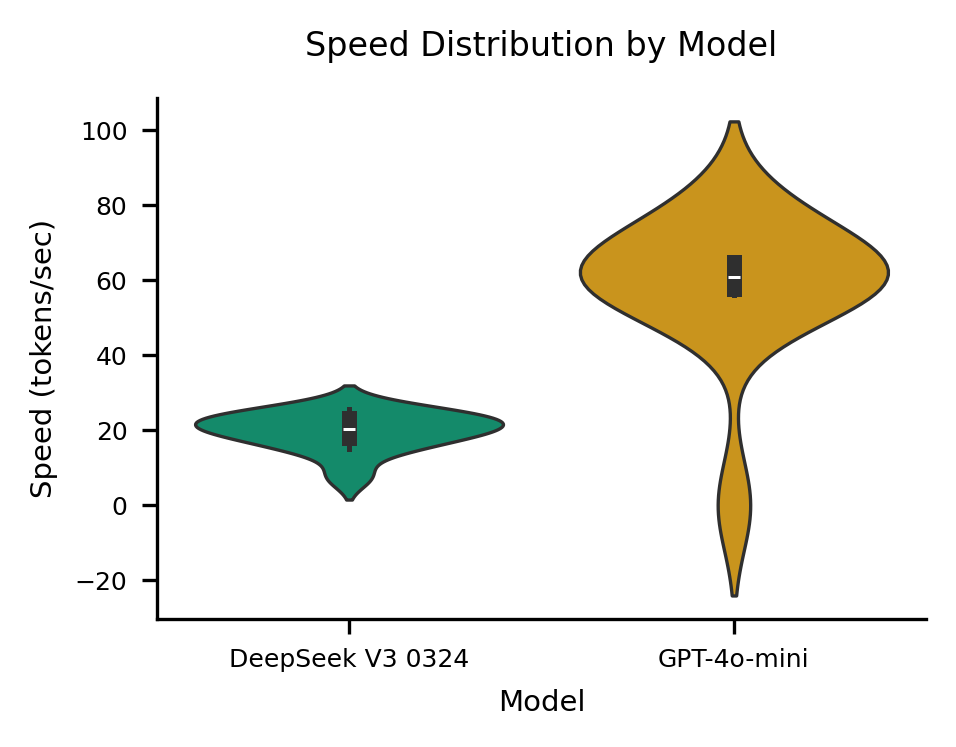 Speed Distribution by Model
100
80
60
40
20
0
−20
Speed (tokens/sec)
DeepSeek V3 0324
GPT-4o-mini
Model